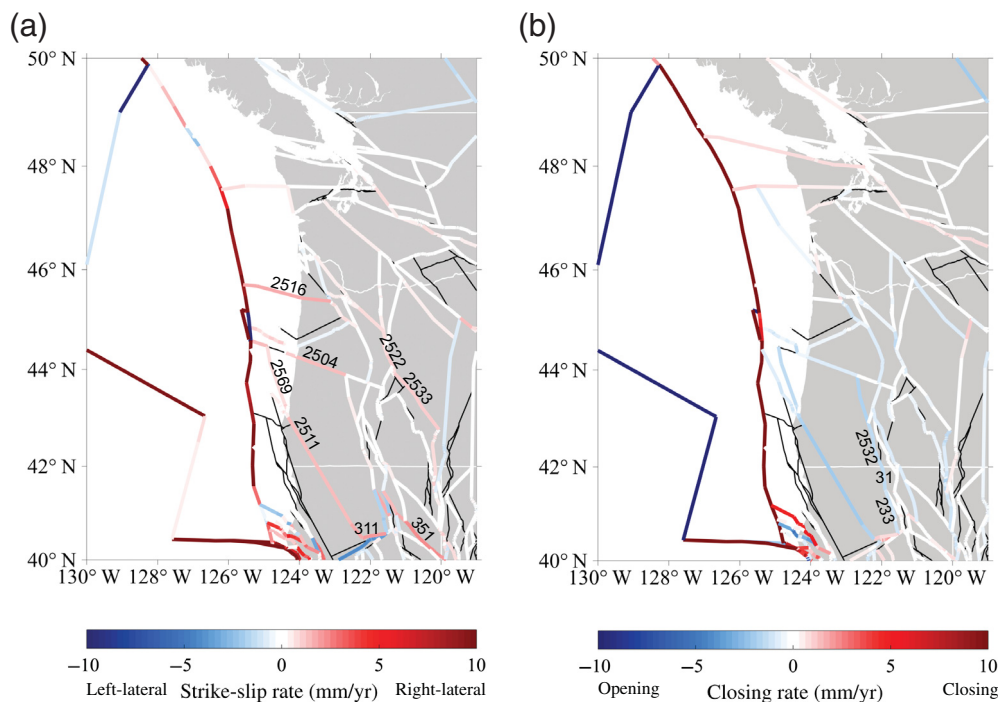 (a)
50° N
48° N
46° N
44° N
42° N
40° N
130° W
128° W
126° W
124° W
122° W
120° W
2516
2504
2522
2533
2569
2511
311
351
−10
−5
0
5
10
Left-lateral
Strike-slip rate (mm/yr)
Right-lateral
(b)
50° N
48° N
46° N
44° N
42° N
40° N
130° W
128° W
126° W
124° W
122° W
120° W
2532
31
233
−10
−5
0
5
10
Opening
Closing rate (mm/yr)
Closing